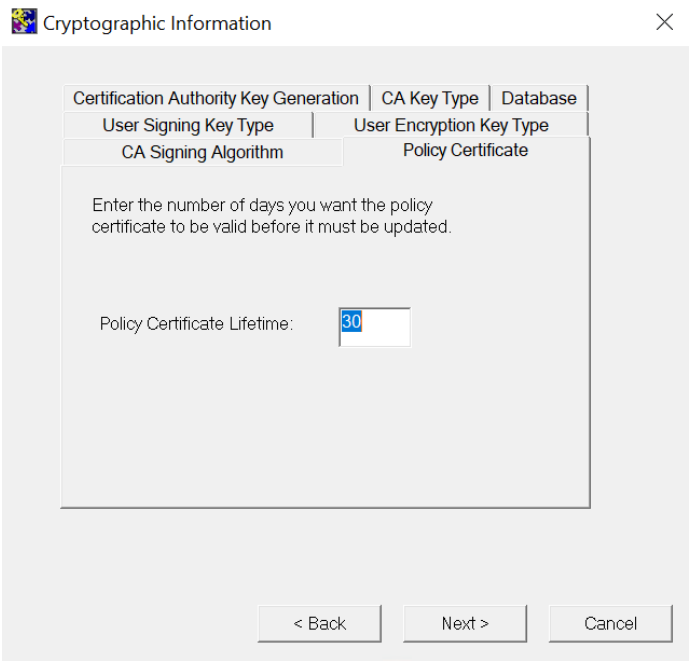 Cryptographic Information
Certification Authority Key Generation
CA Key Type
Database
User Signing Key Type
User Encryption Key Type
CA Signing Algorithm
Policy Certificate
Enter the number of days you want the policy
certificate to be valid before it must be updated.
Policy Certificate Lifetime:
30
< Back
Next >
Cancel